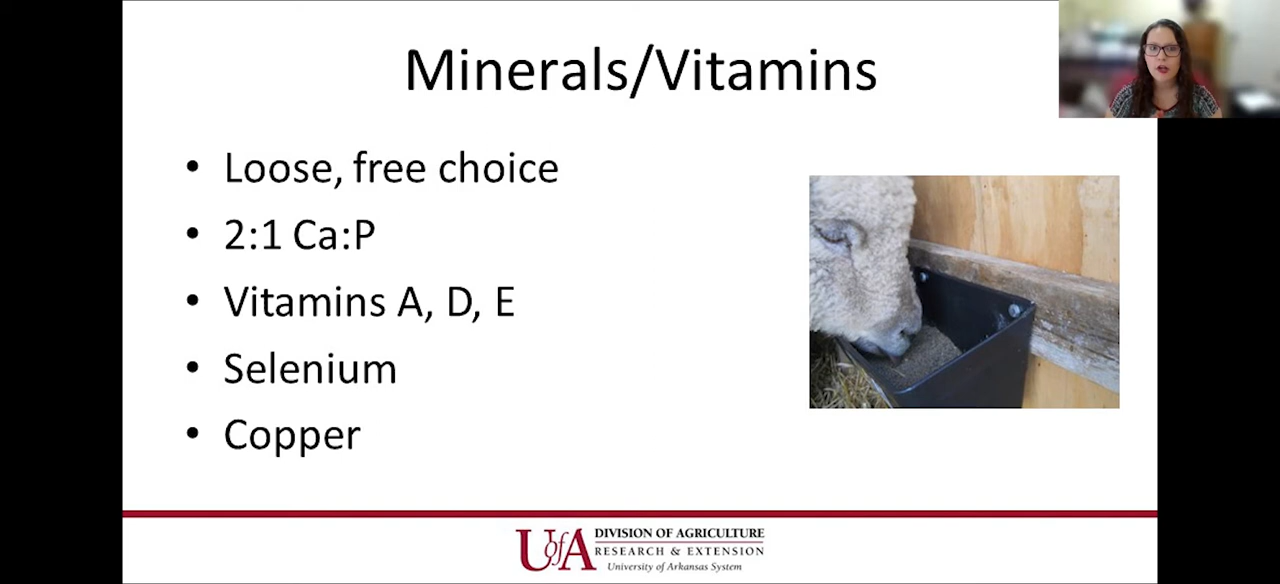 Minerals/Vitamins
• Loose, free choice
• 2:1 Ca:P
• Vitamins A, D, E
• Selenium
• Copper
UofA DIVISION OF AGRICULTURE
RESEARCH & EXTENSION
University of Arkansas System